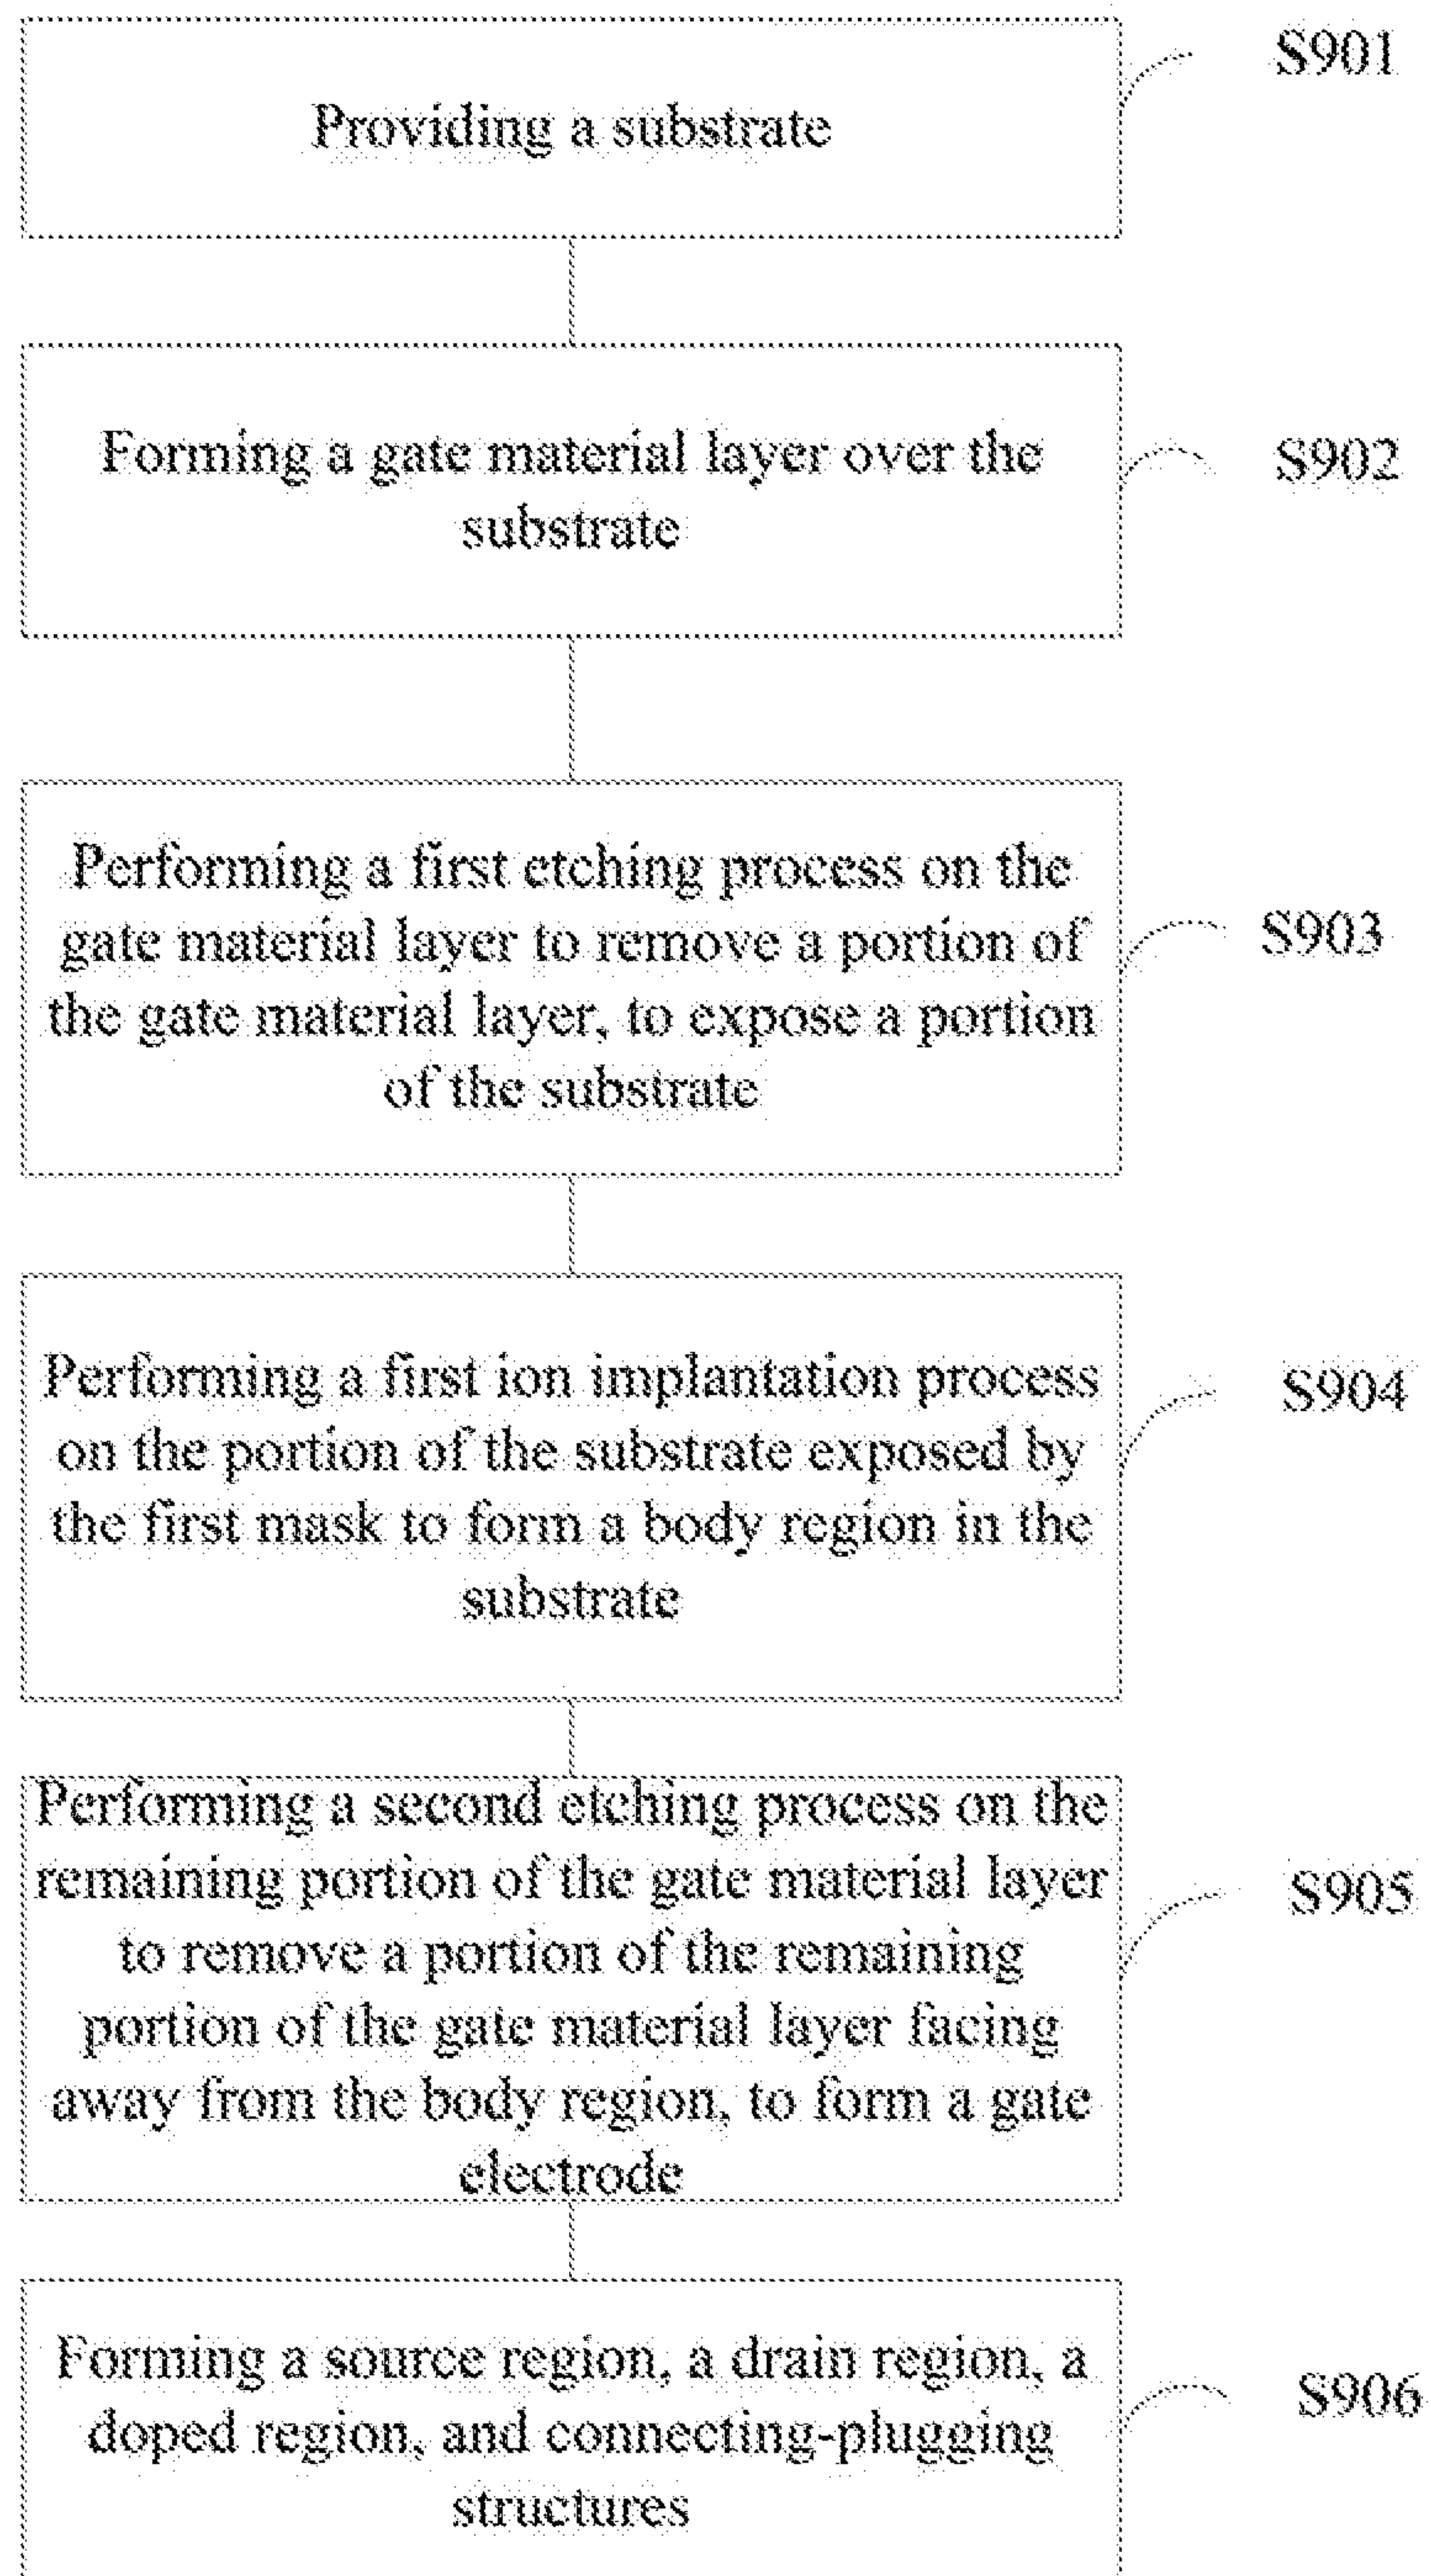 S901
Providing a substrate
Forming a gate material layer over the
substrate
S902
Performing a first etching process on the
gate material layer to remove a portion of
the gate material layer, to expose a portion
of the substrate
S903
Performing a first ion implantation process
on the portion of the substrate exposed by
the first mask to form a body region in the
substrate
S904
Performing a second etching process on the
remaining portion of the gate material layer
to remove a portion of the remaining
portion of the gate material layer facing
away from the body region, to form a gate
electrode
S905
Forming a source region, a drain region, a
doped region, and connecting-plugging
structures
S906